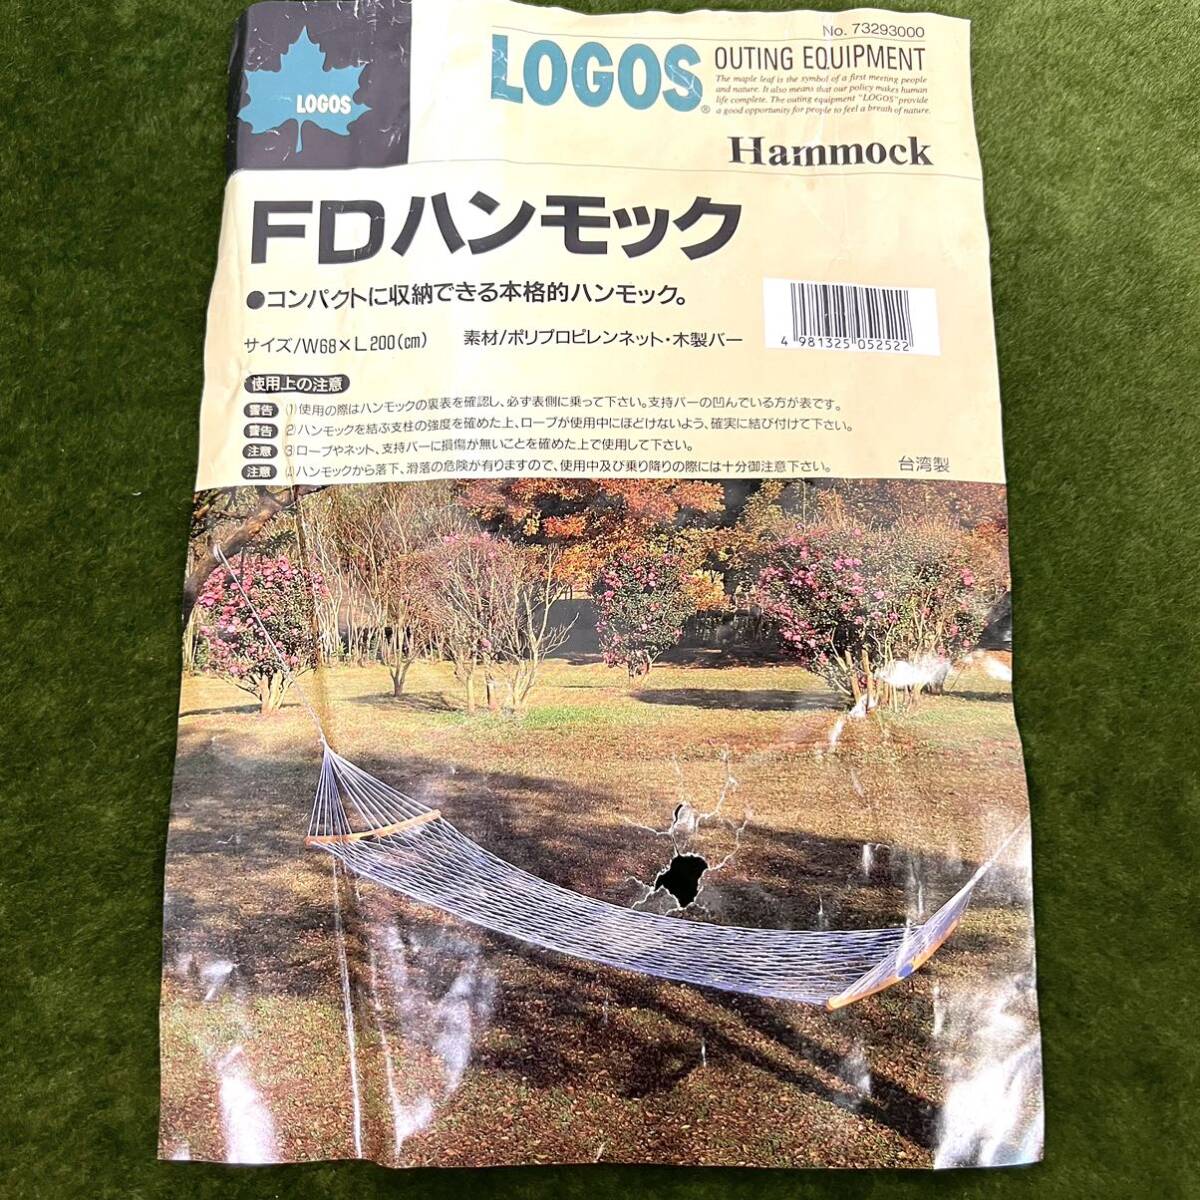 LOGOS
No. 73293000
LOGOS®
OUTING EQUIPMENT
The maple leaf is the symbol of a first meeting people
and nature. It also means that our policy makes human
life complete. The outing equipment "LOGOS" provide
a good opportunity for people to feel a breath of nature.
Hammock
FDハンモック
●コンパクトに収納できる本格的ハンモック。
サイズ/W68×L200(cm) 素材/ポリプロピレンネット・木製バー
4 981325 052522
使用上の注意
警告 (1)使用の際はハンモックの裏表を確認し、必ず表側に乗って下さい。支持バーの凹んでいる方が表です。
警告 (2)ハンモックを結ぶ支柱の強度を確めた上、ロープが使用中にほどけないよう、確実に結び付けて下さい。
注意 (3)ロープやネット、支持バーに損傷が無いことを確めた上で使用して下さい。
注意 (4)ハンモックから落下、滑落の危険が有りますので、使用中及び乗り降りの際には十分御注意下さい。
台湾製